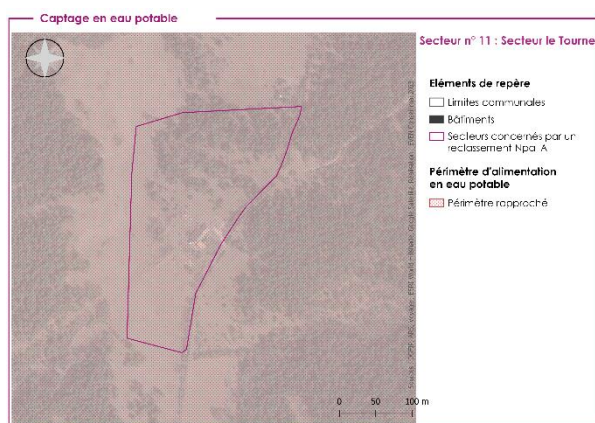 Captage en eau potable
Secteur n° 11 : Secteur le Tourne
Eléments de repère
Limites communales
Bâtiments
Secteurs concernés par un
reclassement Npa A
Périmètre d'alimentation
en eau potable
Périmètre rapproché
0 50 100 m